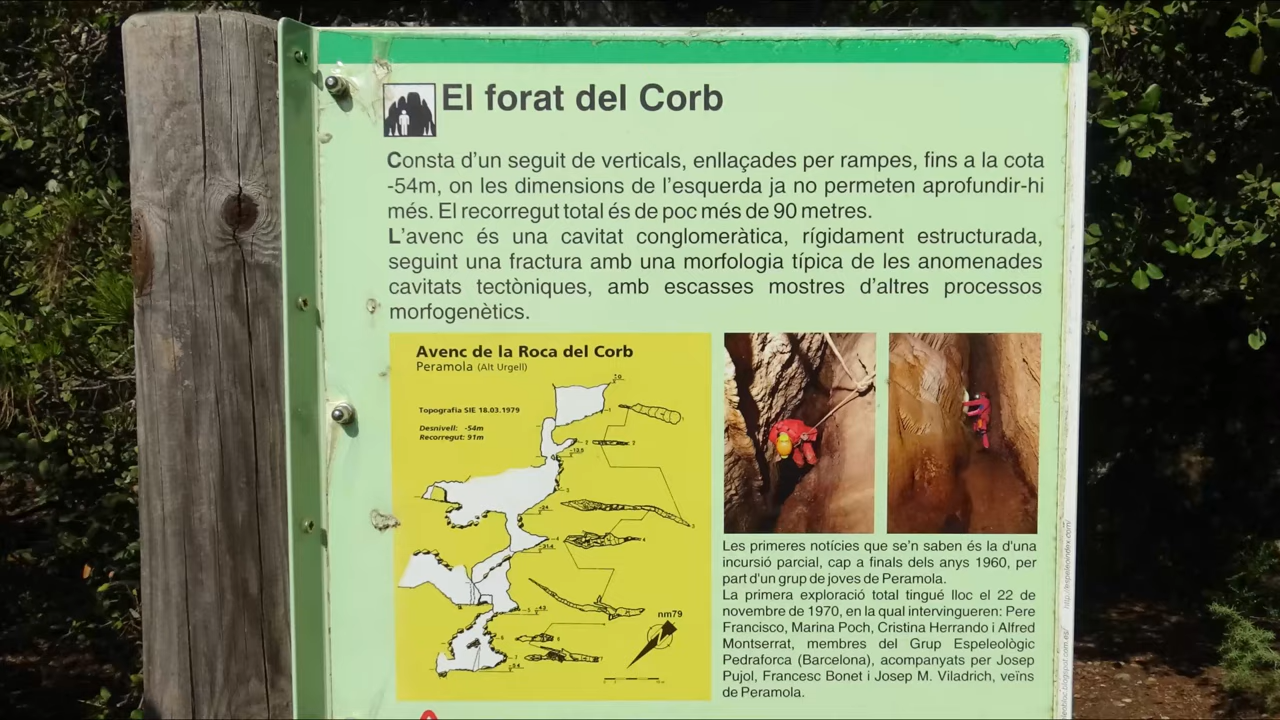 El forat del Corb
Consta d'un seguit de verticals, enllaçades per rampes, fins a la cota
-54m, on les dimensions de l'esquerda ja no permeten aprofundir-hi
més. El recorregut total és de poc més de 90 metres.
L'avenc és una cavitat conglomeràtica, rígidament estructurada,
seguint una fractura amb una morfologia típica de les anomenades
cavitats tectòniques, amb escasses mostres d'altres processos
morfogenètics.
Avenc de la Roca del Corb
Peramola (Alt Urgell)
Topografia SIE 18.03.1979
Desnivell: -54m
Recorregut: 91m
nm79
Les primeres notícies que se'n saben és la d'una
incursió parcial, cap a finals dels anys 1960, per
part d'un grup de joves de Peramola.
La primera exploració total tingué lloc el 22 de
novembre de 1970, en la qual intervingueren: Pere
Francisco, Marina Poch, Cristina Herrando i Alfred
Montserrat, membres del Grup Espeleològic
Pedraforca (Barcelona), acompanyats per Josep
Pujol, Francesc Bonet i Josep M. Viladrich, veïns
de Peramola.